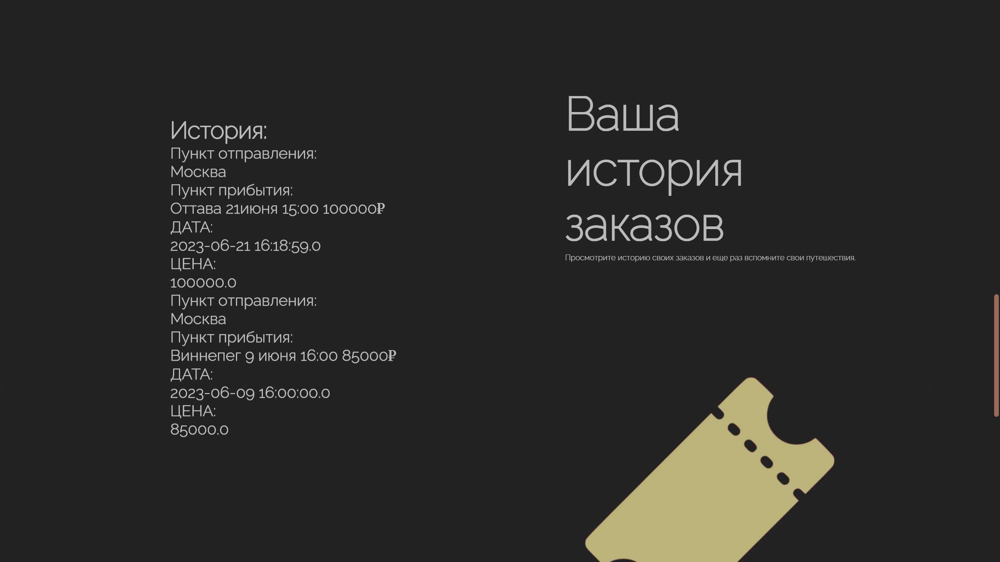 История:
Пункт отправления:
Москва
Пункт прибытия:
Оттава 21июня 15:00 100000₽
ДАТА:
2023-06-21 16:18:59.0
ЦЕНА:
100000.0
Пункт отправления:
Москва
Пункт прибытия:
Виннепег 9 июня 16:00 85000₽
ДАТА:
2023-06-09 16:00:00.0
ЦЕНА:
85000.0
Ваша
история
заказов
Просмотрите историю своих заказов и еще раз вспомните свои путешествия.